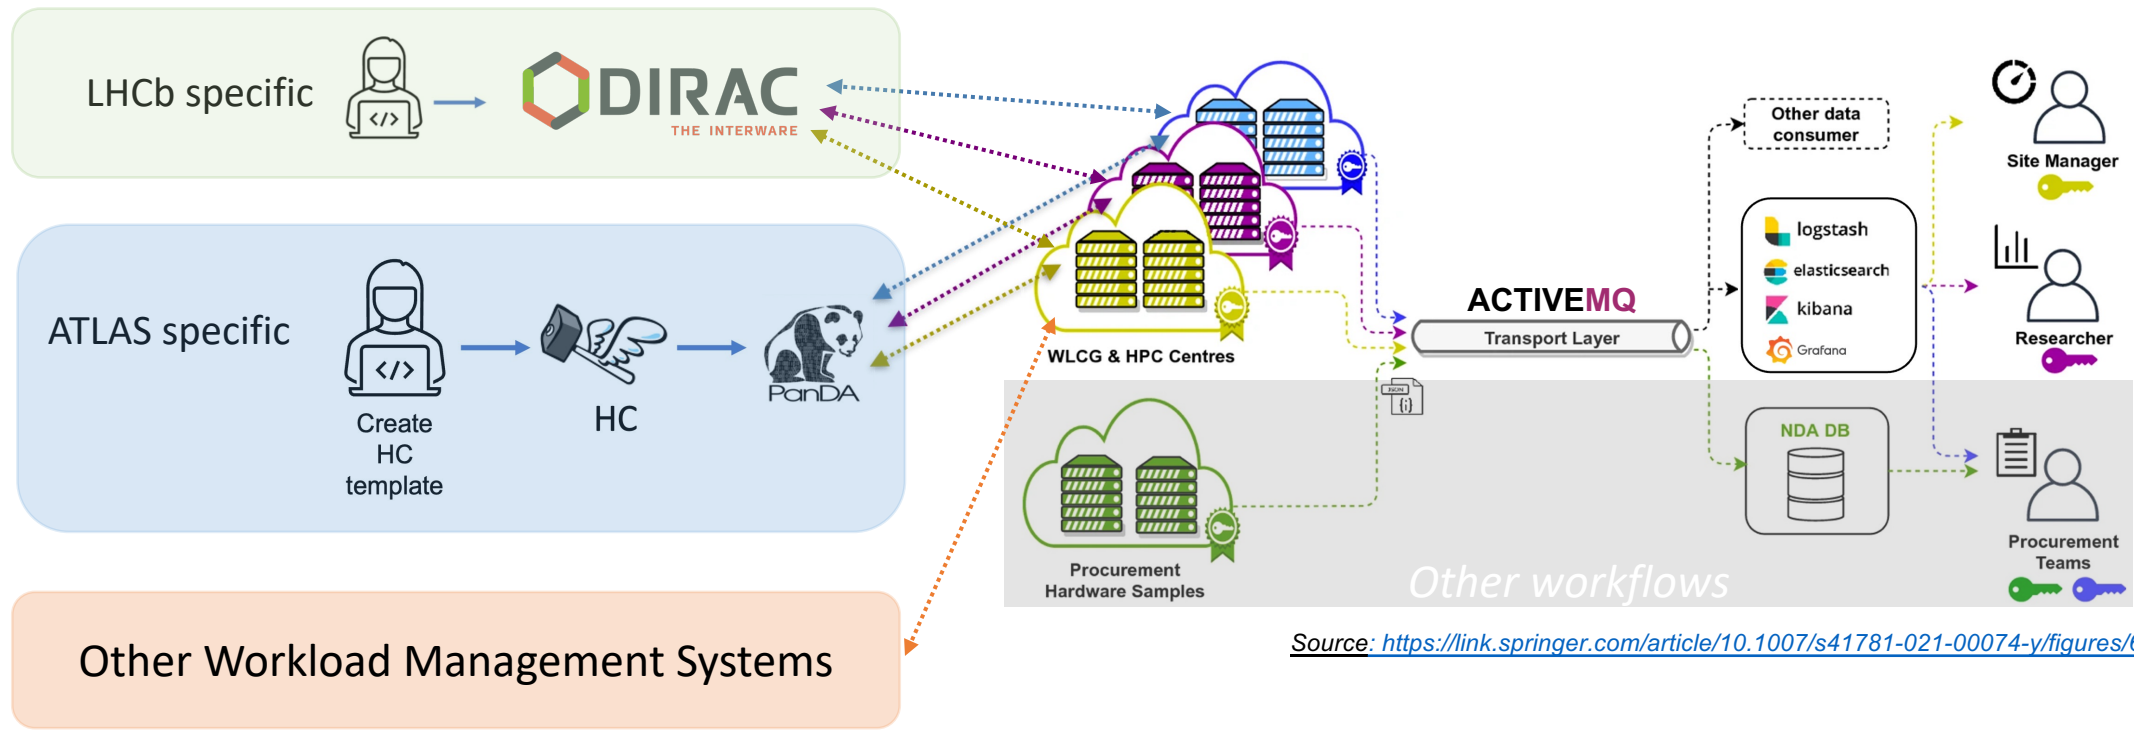 LHCb specific
</>
DIRAC
THE INTERWARE
ATLAS specific
</>
Create
HC
template
HC
PanDA
Other Workload Management Systems
WLCG & HPC Centres
Procurement
Hardware Samples
ACTIVEMQ
Transport Layer
JSON
{i}
Other data
consumer
logstash
elasticsearch
kibana
Grafana
NDA DB
Site Manager
Researcher
Procurement
Teams
Other workflows
Source: https://link.springer.com/article/10.1007/s41781-021-00074-y/figures/6